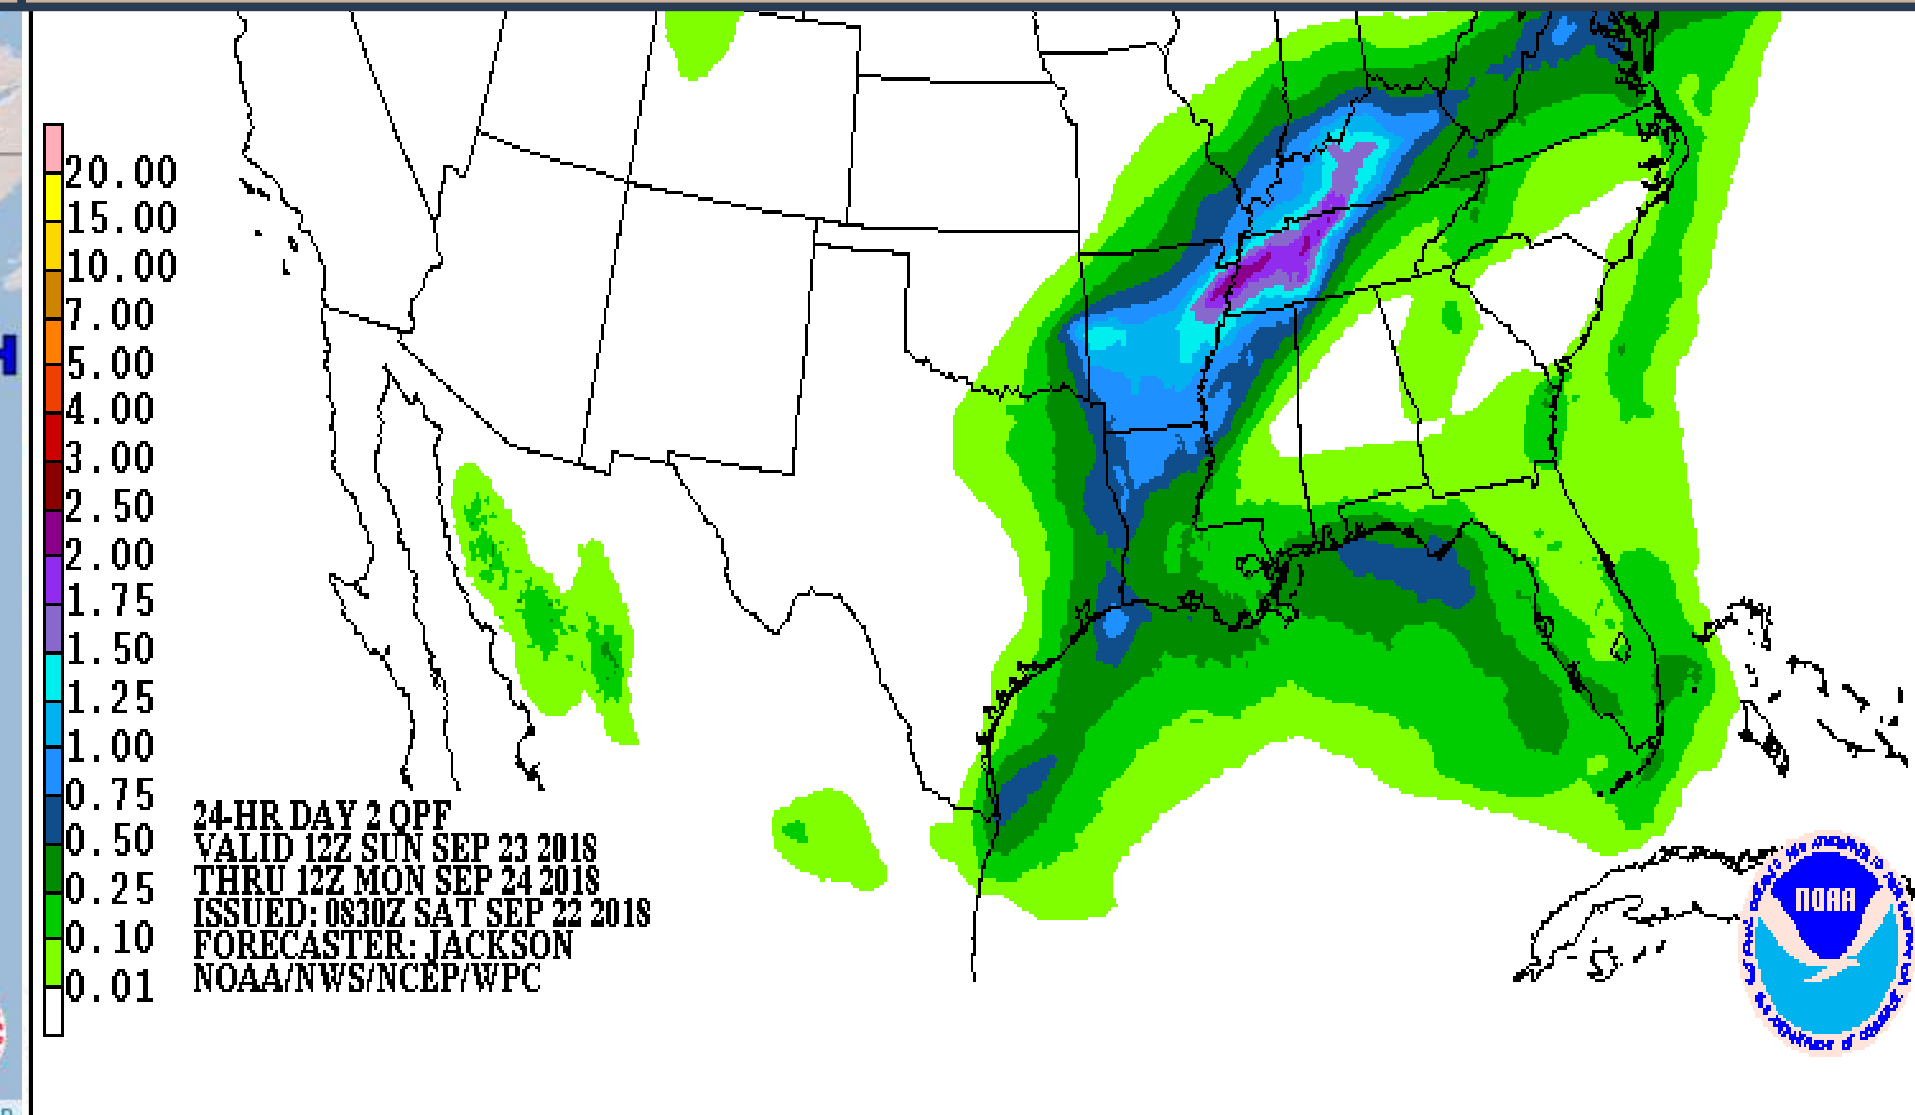 20.00
15.00
10.00
7.00
5.00
4.00
3.00
2.50
2.00
1.75
1.50
1.25
1.00
0.75
0.50
0.25
0.10
0.01
24-HR DAY 2 QPF
VALID 12Z SUN SEP 23 2018
THRU 12Z MON SEP 24 2018
ISSUED: 0830Z SAT SEP 22 2018
FORECASTER: JACKSON
NOAA/NWS/NCEP/WPC
NOAA